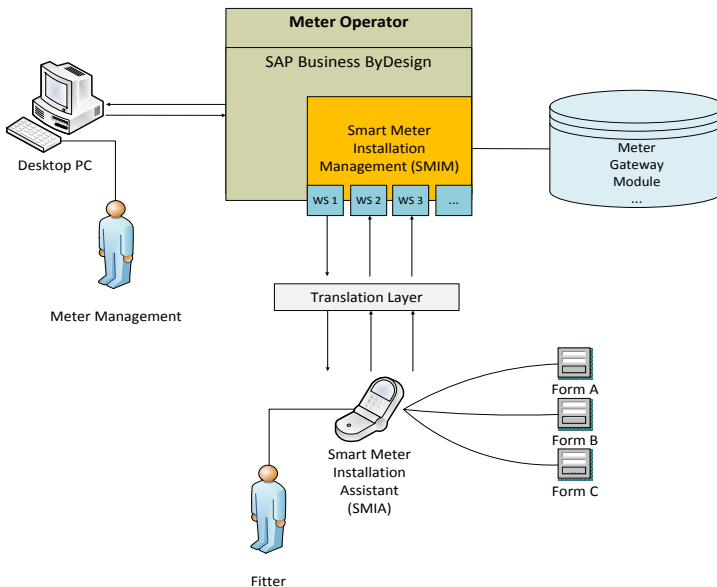 Meter Operator
SAP Business ByDesign
Smart Meter
Installation
Management (SMIM)
WS 1
WS 2
WS 3
...
Desktop PC
Meter Management
Meter
Gateway
Module
...
Translation Layer
Form A
Form B
Form C
Smart Meter
Installation
Assistant
(SMIA)
Fitter